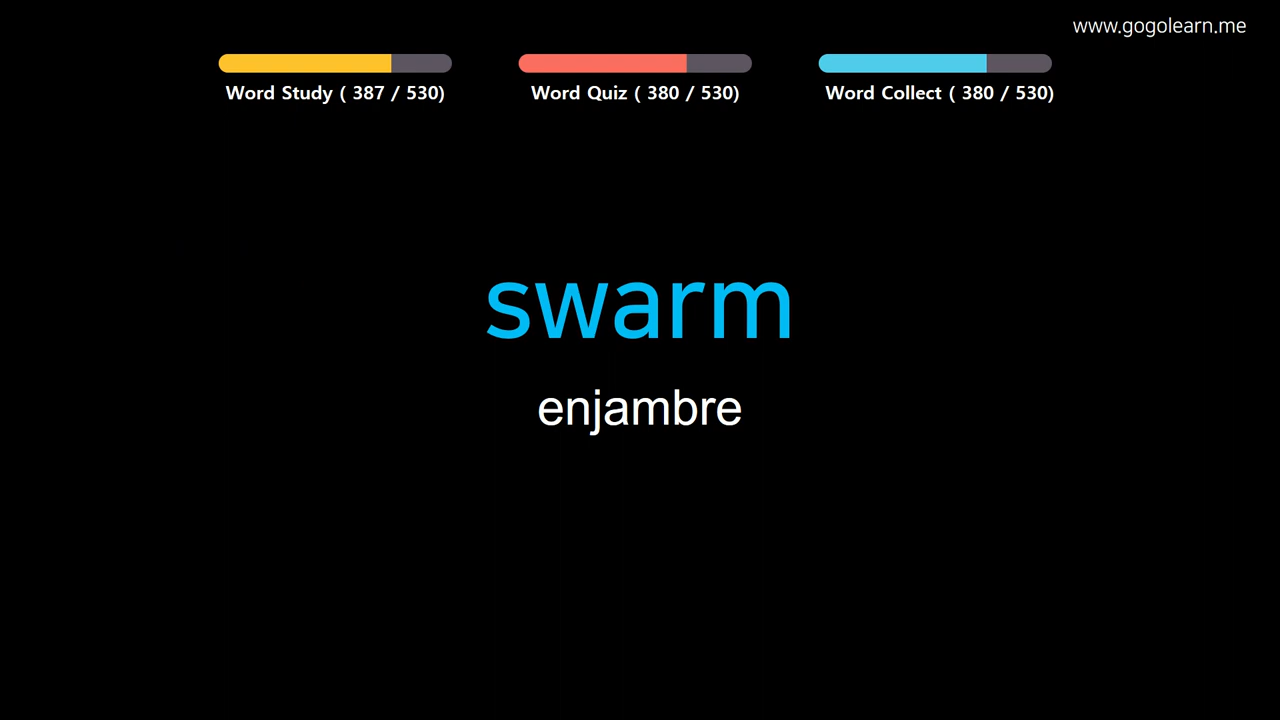 www.gogolearn.me
Word Study ( 387 / 530)
Word Quiz ( 380 / 530)
Word Collect ( 380 / 530)
swarm
enjambre